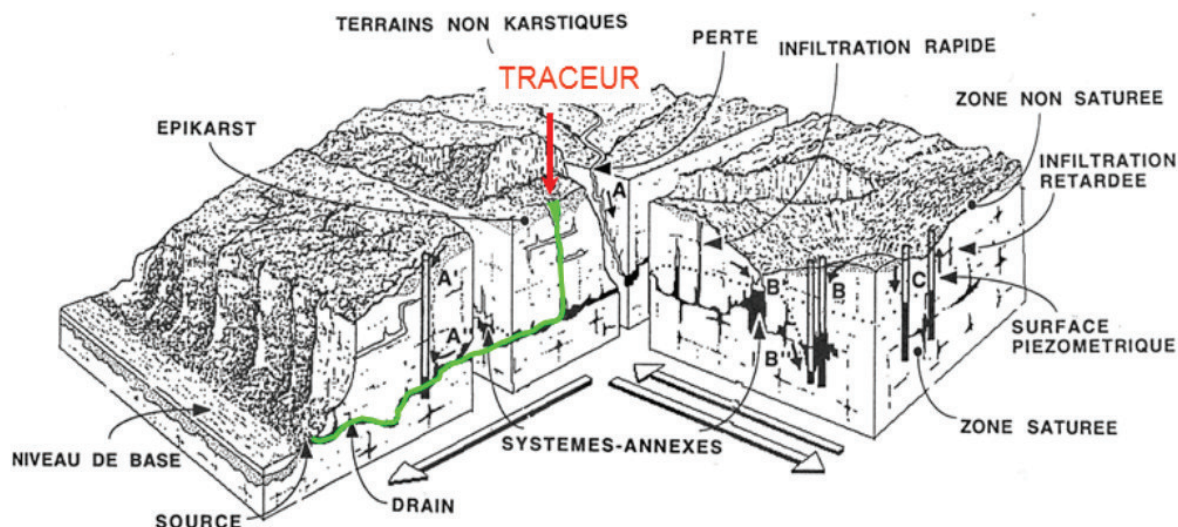 TERRAINS NON KARSTIQUES
TRACEUR
PERTE
INFILTRATION RAPIDE
ZONE NON SATUREE
EPIKARST
INFILTRATION
RETARDEE
A
A'
A"
B'
B
B"
C
SURFACE
PIEZOMETRIQUE
ZONE SATUREE
SYSTEMES-ANNEXES
NIVEAU DE BASE
DRAIN
SOURCE